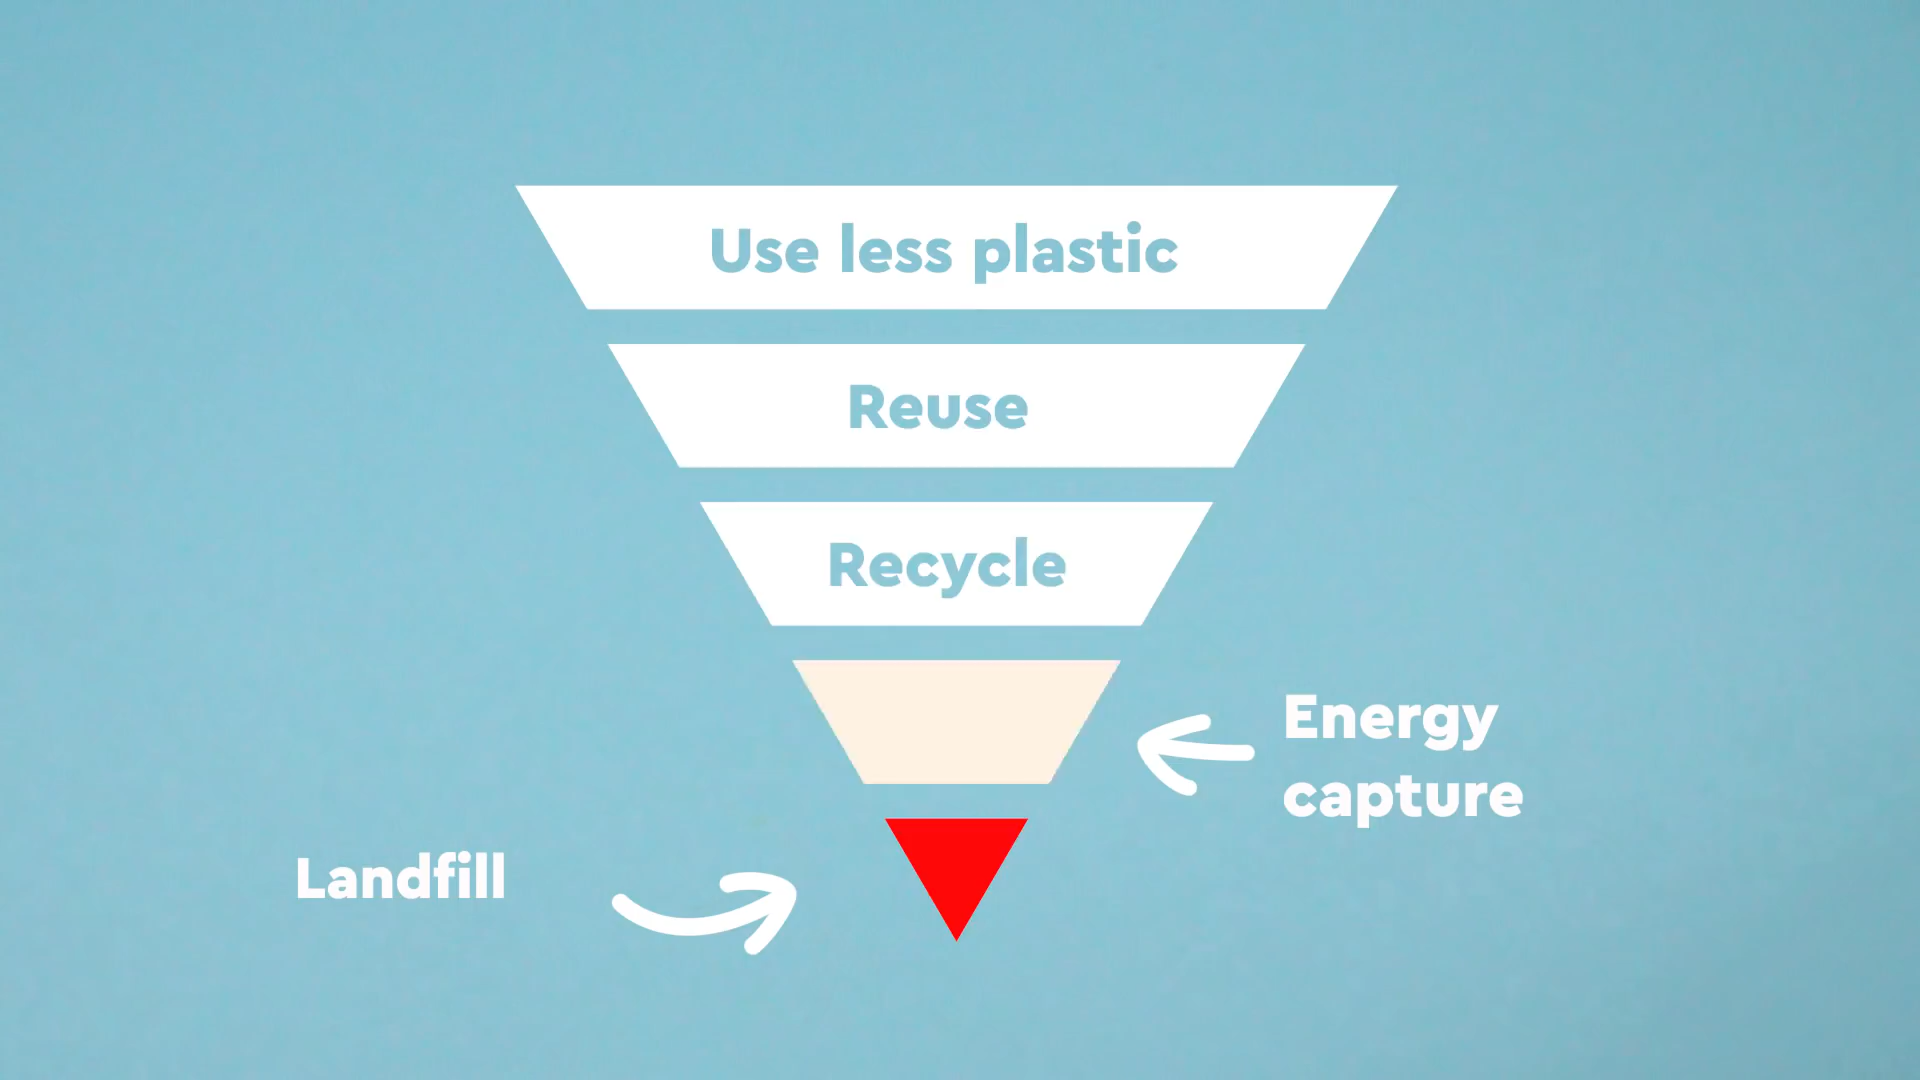 Use less plastic
Reuse
Recycle
Energy
capture
Landfill